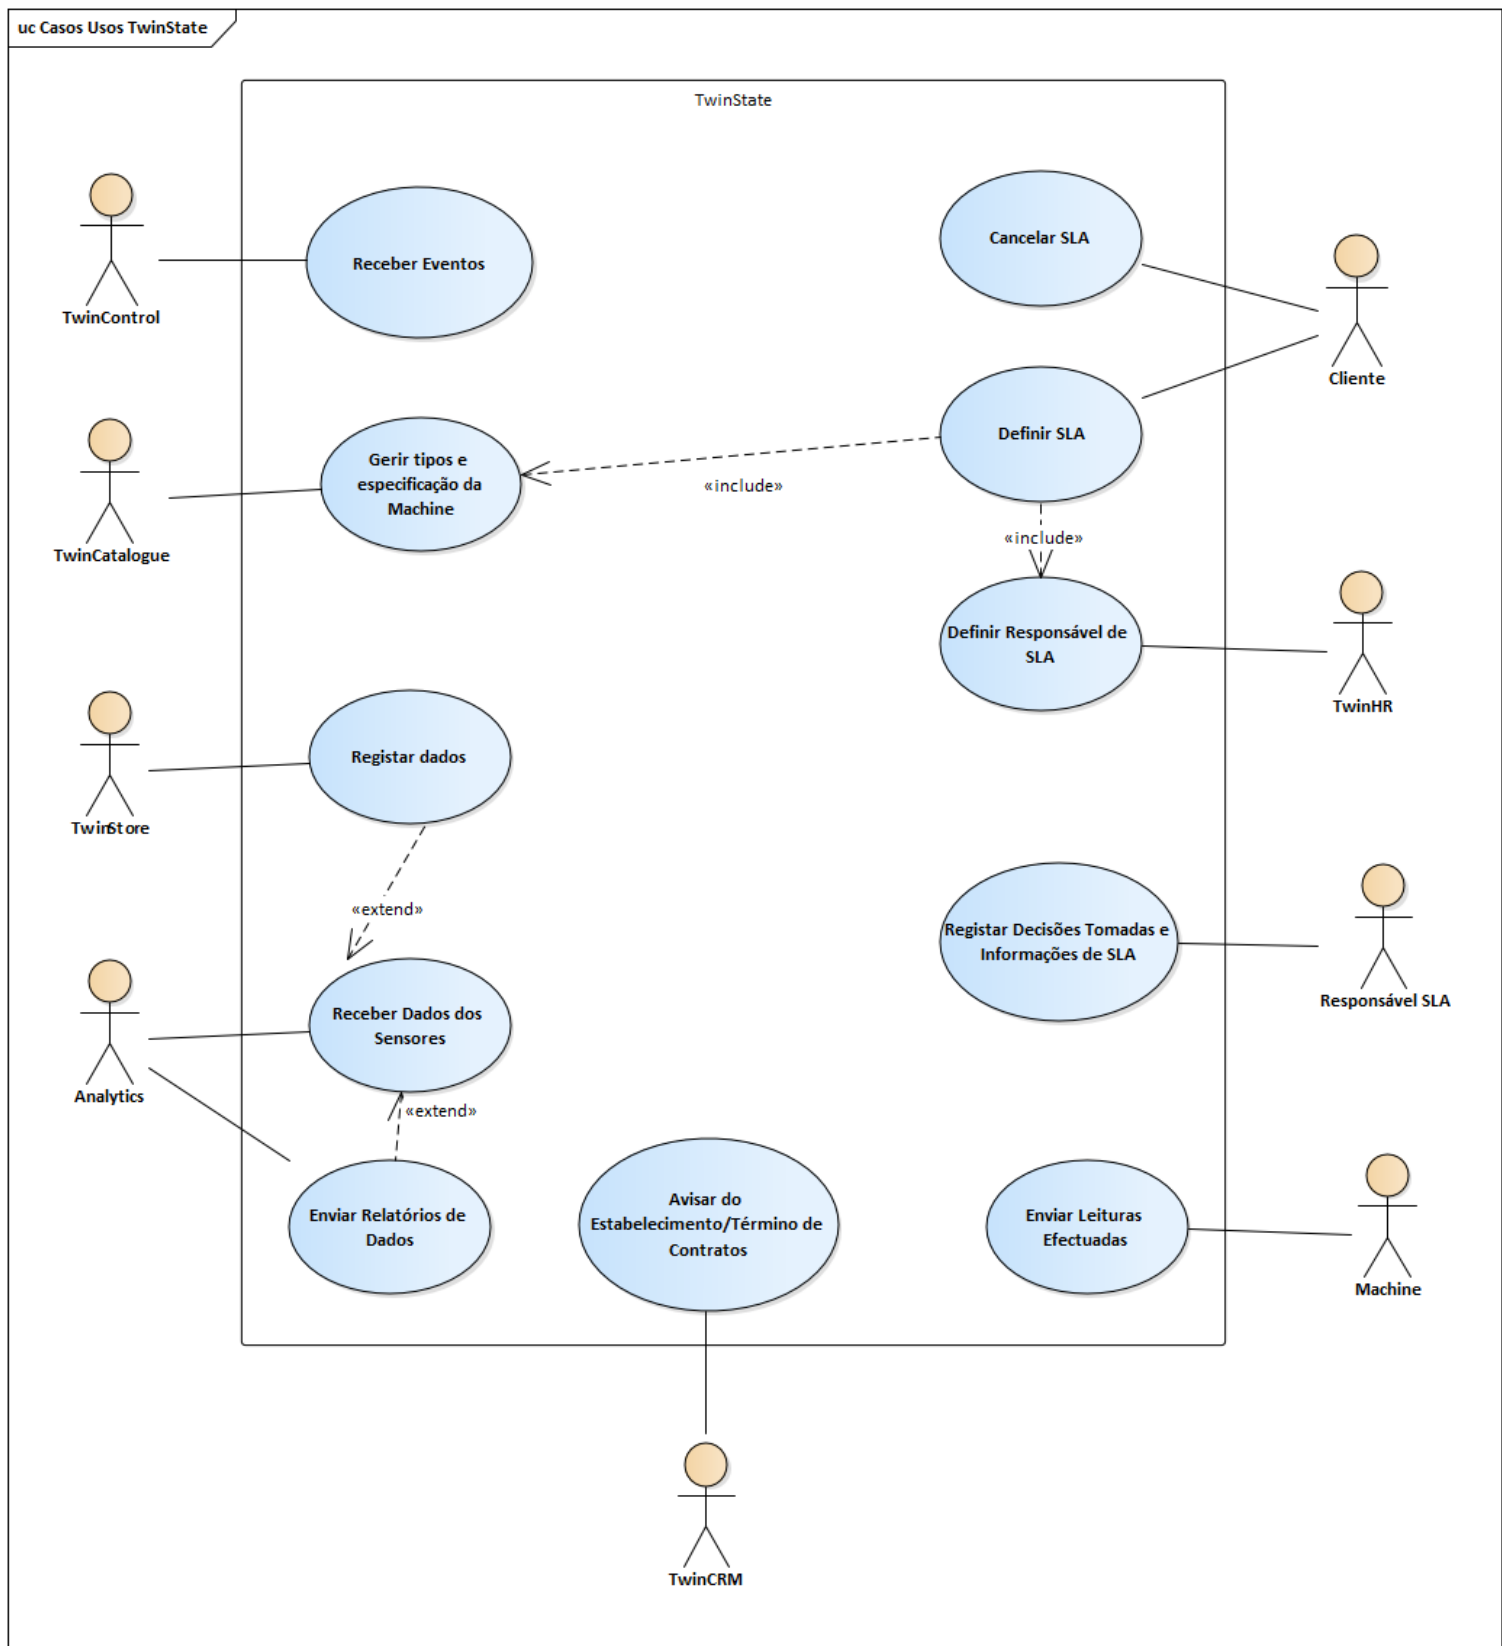 uc Casos Usos TwinState
TwinState
TwinControl
Receber Eventos
Cancelar SLA
Cliente
TwinCatalogue
Gerir tipos e
especificação da
Machine
«include»
Definir SLA
«include»
Definir Responsável de
SLA
TwinHR
TwinStore
Registar dados
«extend»
Registar Decisões Tomadas e
Informações de SLA
Responsável SLA
Analytics
Receber Dados dos
Sensores
«extend»
Enviar Relatórios de
Dados
Avisar do
Estabelecimento/Término de
Contratos
Enviar Leituras
Efectuadas
Machine
TwinCRM